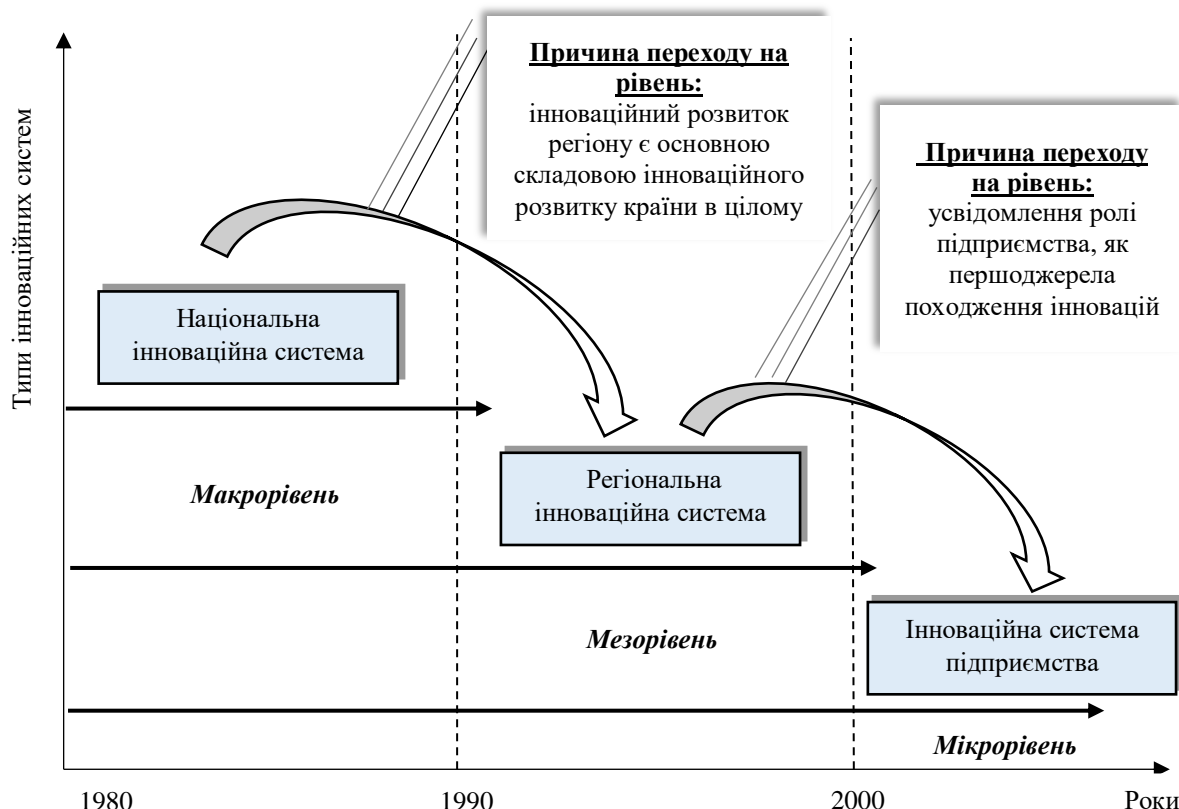 Типи інноваційних систем
Причина переходу на
рівень:
інноваційний розвиток
регіону є основною
складовою інноваційного
розвитку країни в цілому
Причина переходу
на рівень:
усвідомлення ролі
підприємства, як
першоджерела
походження інновацій
Національна
інноваційна система
Макрорівень
Регіональна
інноваційна система
Мезорівень
Інноваційна система
підприємства
Мікрорівень
1980
1990
2000
Роки